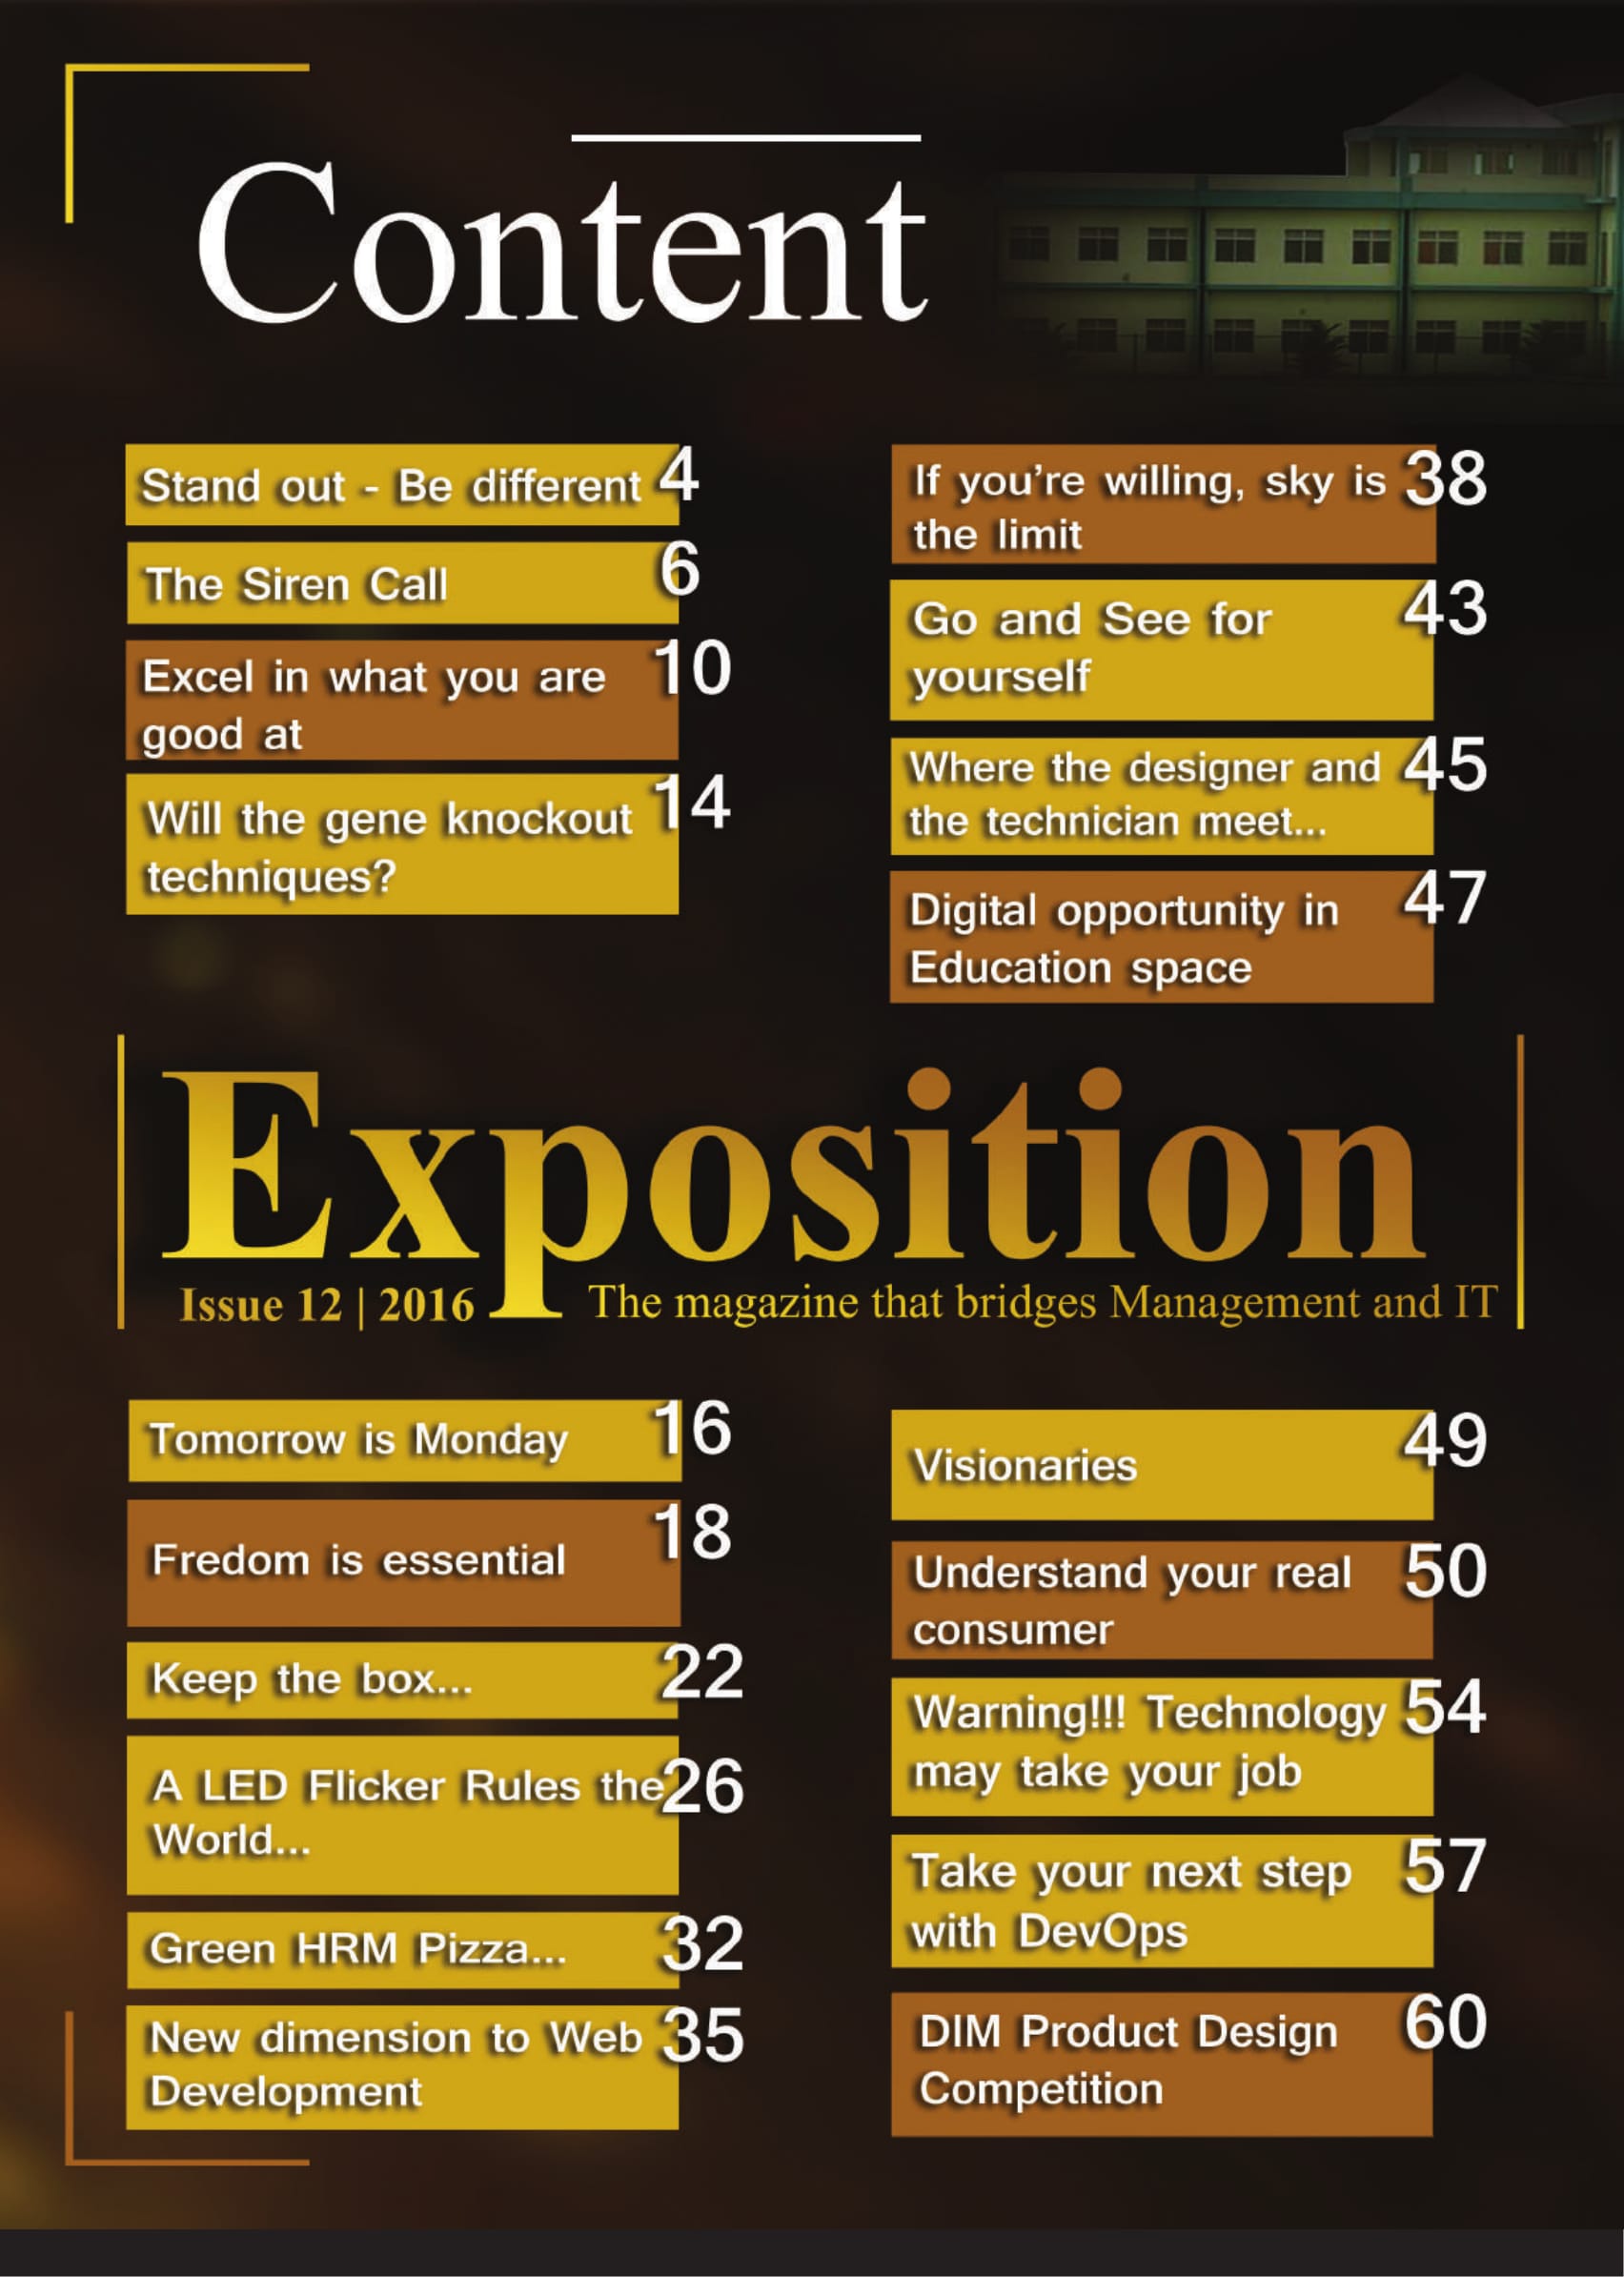 Content
Stand out - Be different 4
The Siren Call 6
Excel in what you are 10
good at
Will the gene knockout 14
techniques?
If you're willing, sky is 38
the limit
Go and See for 43
yourself
Where the designer and 45
the technician meet...
Digital opportunity in 47
Education space
Exposition
Issue 12 | 2016
The magazine that bridges Management and IT
Tomorrow is Monday 16
Fredom is essential 18
Keep the box... 22
A LED Flicker Rules the 26
World...
Green HRM Pizza... 32
New dimension to Web 35
Development
Visionaries 49
Understand your real 50
consumer
Warning!!! Technology 54
may take your job
Take your next step 57
with DevOps
DIM Product Design 60
Competition